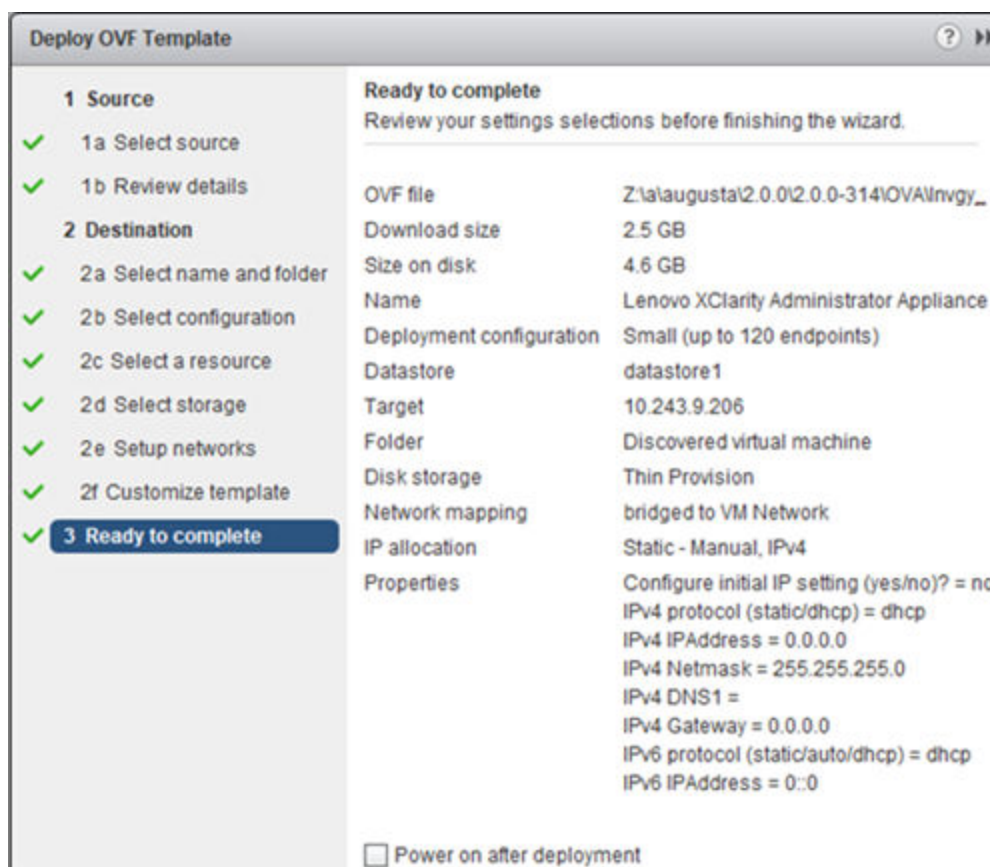 Deploy OVF Template
?
1 Source
1a Select source
1b Review details
2 Destination
2a Select name and folder
2b Select configuration
2c Select a resource
2d Select storage
2e Setup networks
2f Customize template
3 Ready to complete
Ready to complete
Review your settings selections before finishing the wizard.
OVF file Z:\a\augusta\2.0.0\2.0.0-314\OVA\lnvgy_
Download size 2.5 GB
Size on disk 4.6 GB
Name Lenovo XClarity Administrator Appliance
Deployment configuration Small (up to 120 endpoints)
Datastore datastore1
Target 10.243.9.206
Folder Discovered virtual machine
Disk storage Thin Provision
Network mapping bridged to VM Network
IP allocation Static - Manual, IPv4
Properties Configure initial IP setting (yes/no)? = no
IPv4 protocol (static/dhcp) = dhcp
IPv4 IPAddress = 0.0.0.0
IPv4 Netmask = 255.255.255.0
IPv4 DNS1 =
IPv4 Gateway = 0.0.0.0
IPv6 protocol (static/auto/dhcp) = dhcp
IPv6 IPAddress = 0::0
Power on after deployment